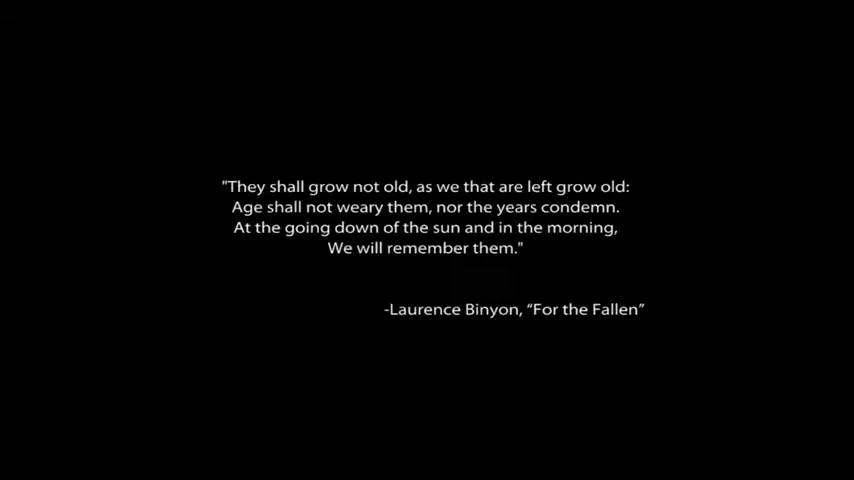 "They shall grow not old, as we that are left grow old:
Age shall not weary them, nor the years condemn.
At the going down of the sun and in the morning,
We will remember them."
-Laurence Binyon, “For the Fallen”